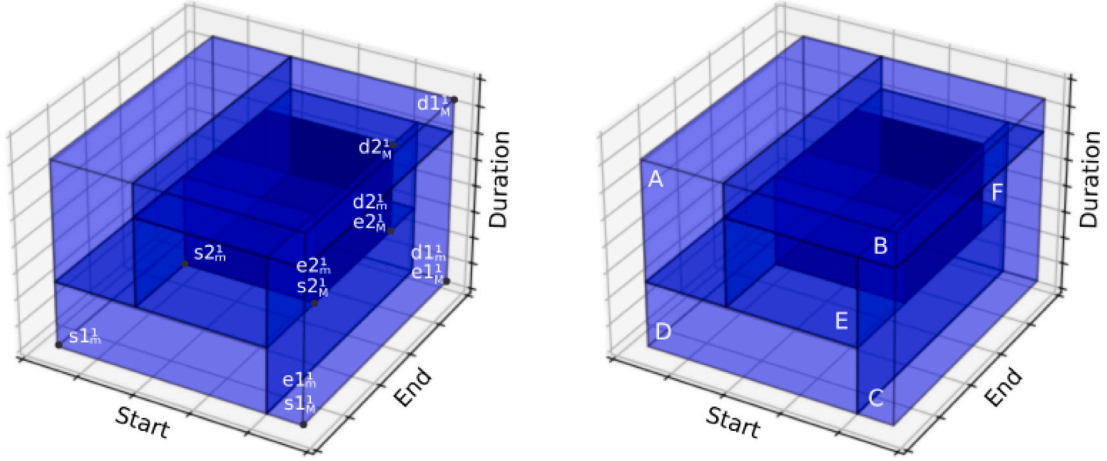 d1¹M
d2¹M
d2¹m
e2¹M
s2¹m
d1¹m
e1¹M
e2¹m
s2¹M
s1¹m
e1¹m
s1¹M
Start
End
Duration
A
F
B
E
D
C
Start
End
Duration